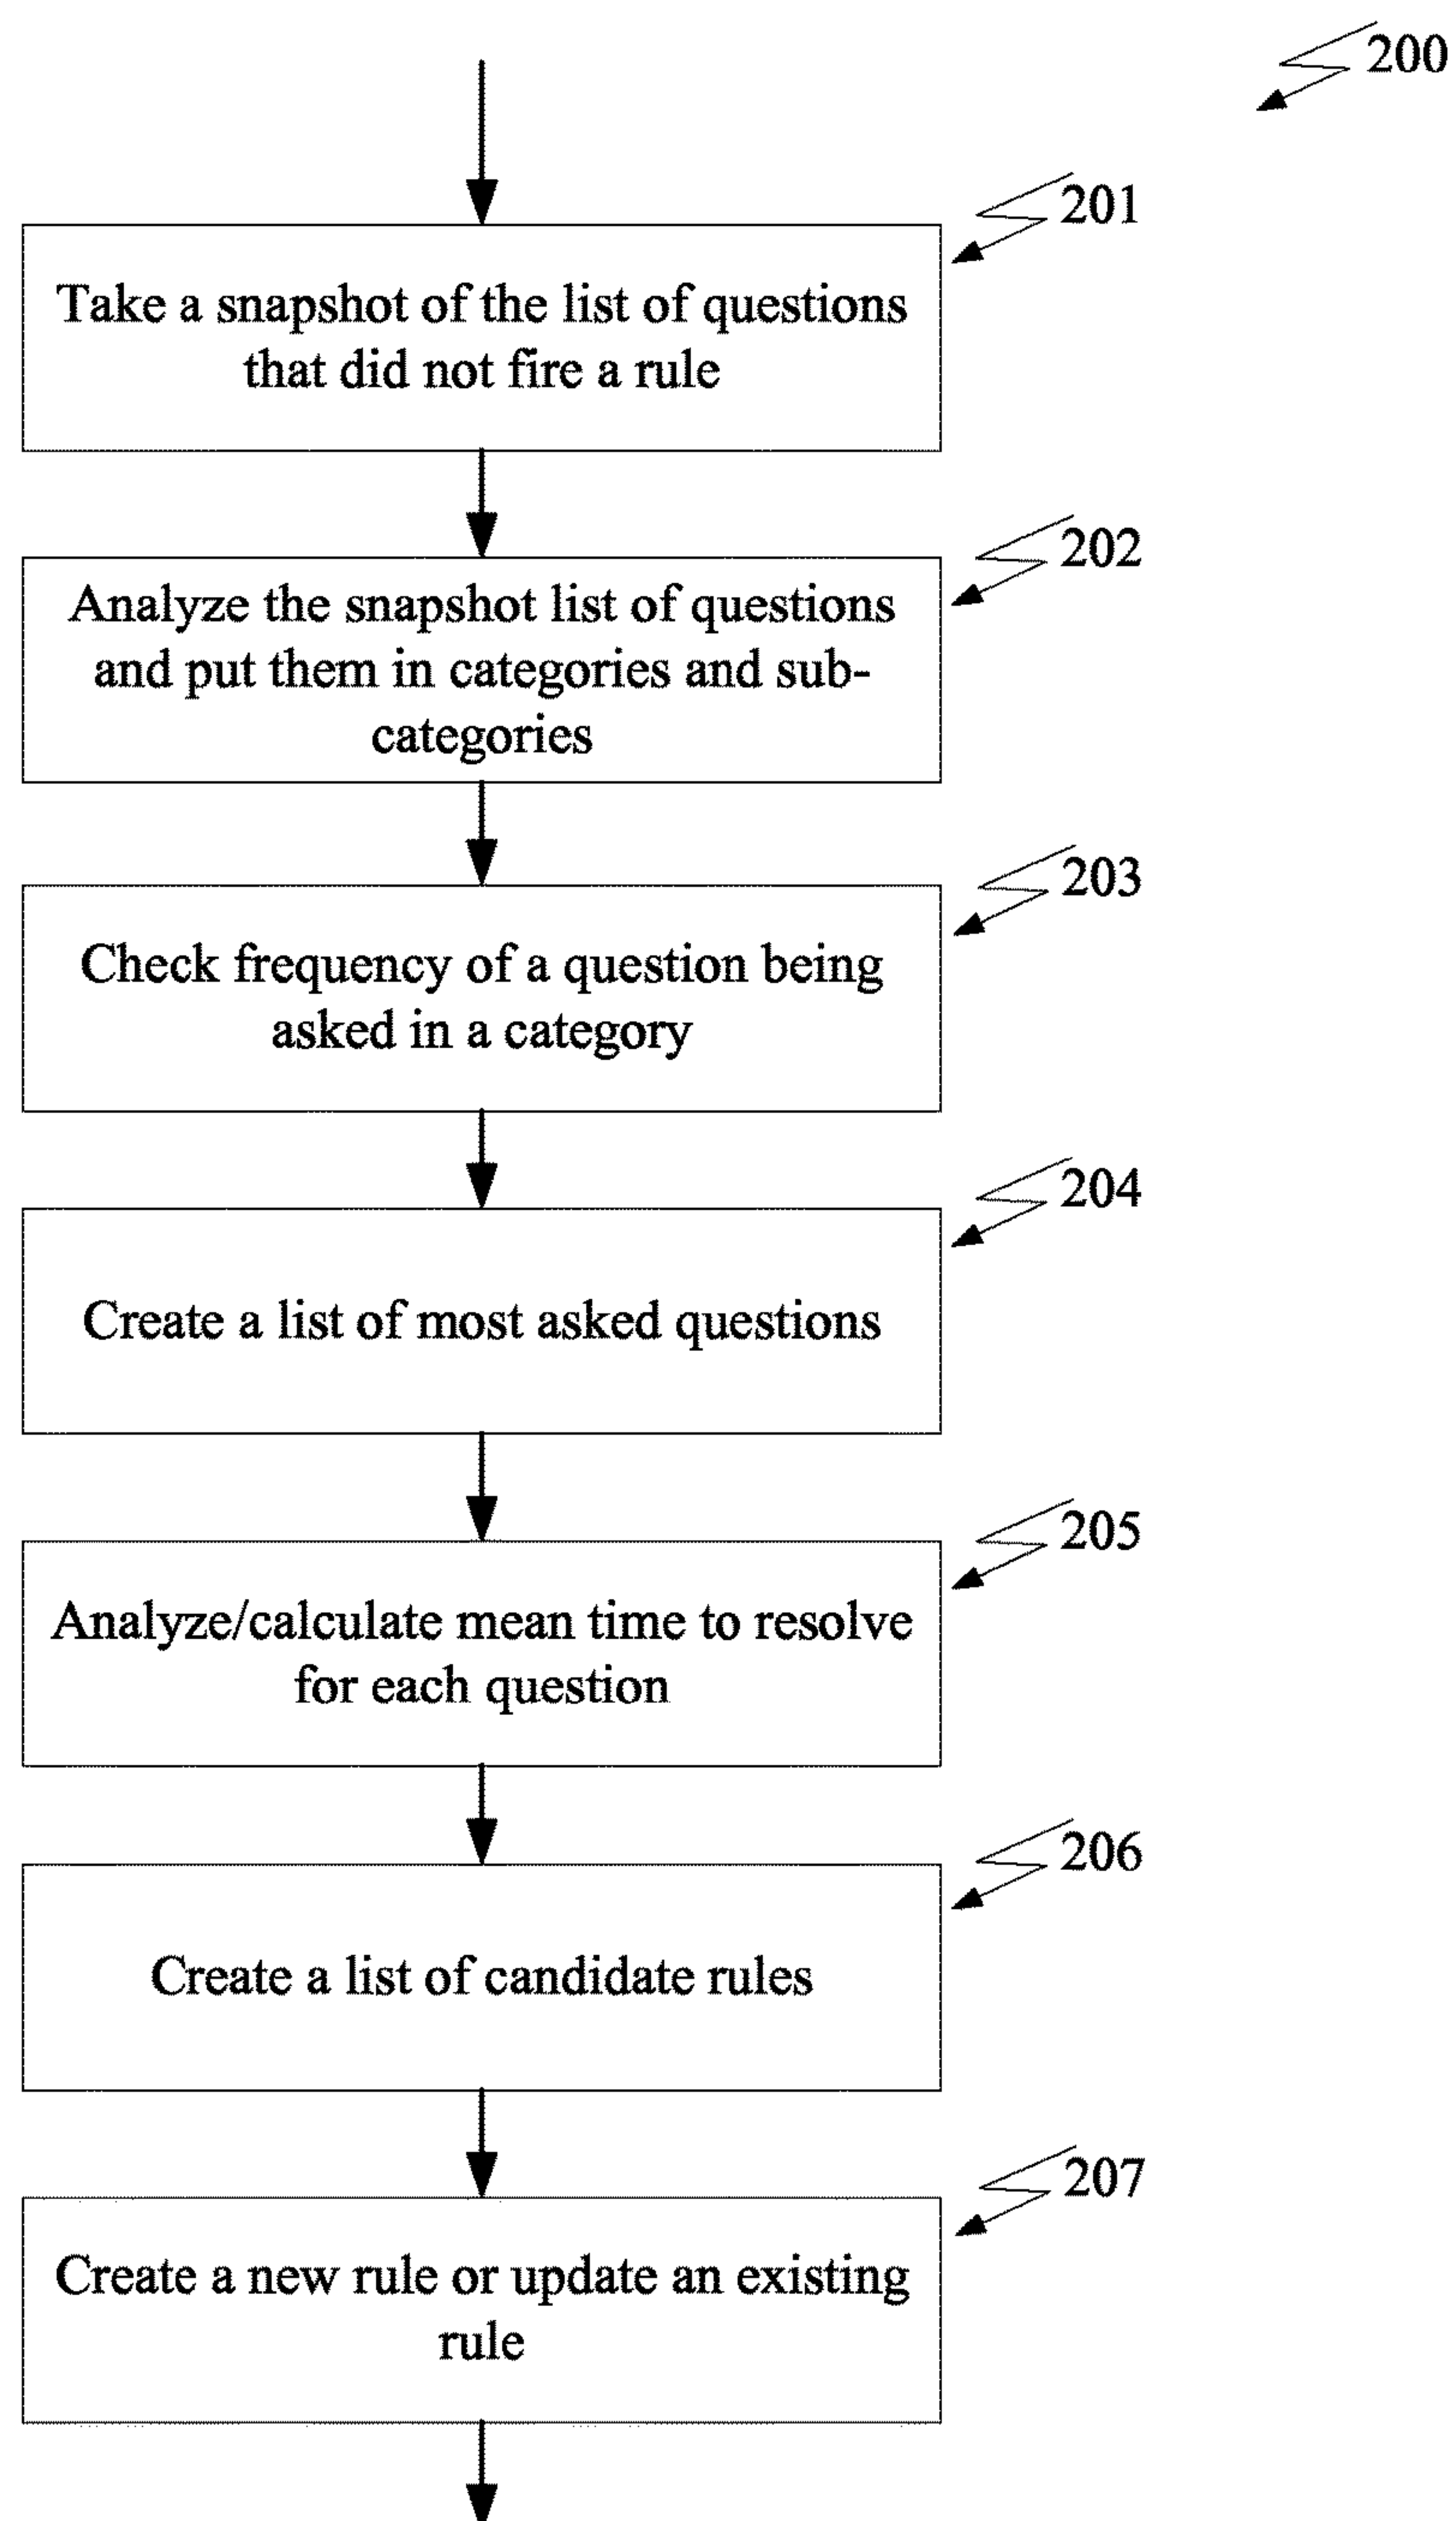 200
201
Take a snapshot of the list of questions
that did not fire a rule
202
Analyze the snapshot list of questions
and put them in categories and sub-
categories
203
Check frequency of a question being
asked in a category
204
Create a list of most asked questions
205
Analyze/calculate mean time to resolve
for each question
206
Create a list of candidate rules
207
Create a new rule or update an existing
rule